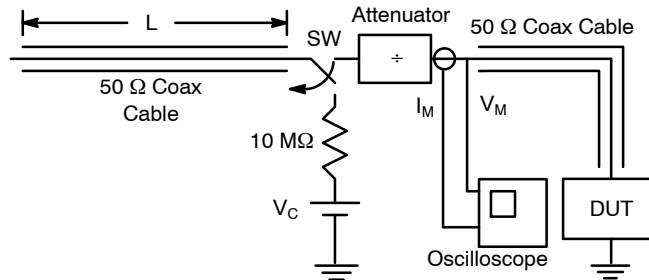 L
SW
Attenuator
÷
50 Ω Coax Cable
50 Ω Coax
Cable
I_M
V_M
10 MΩ
V_C
DUT
Oscilloscope